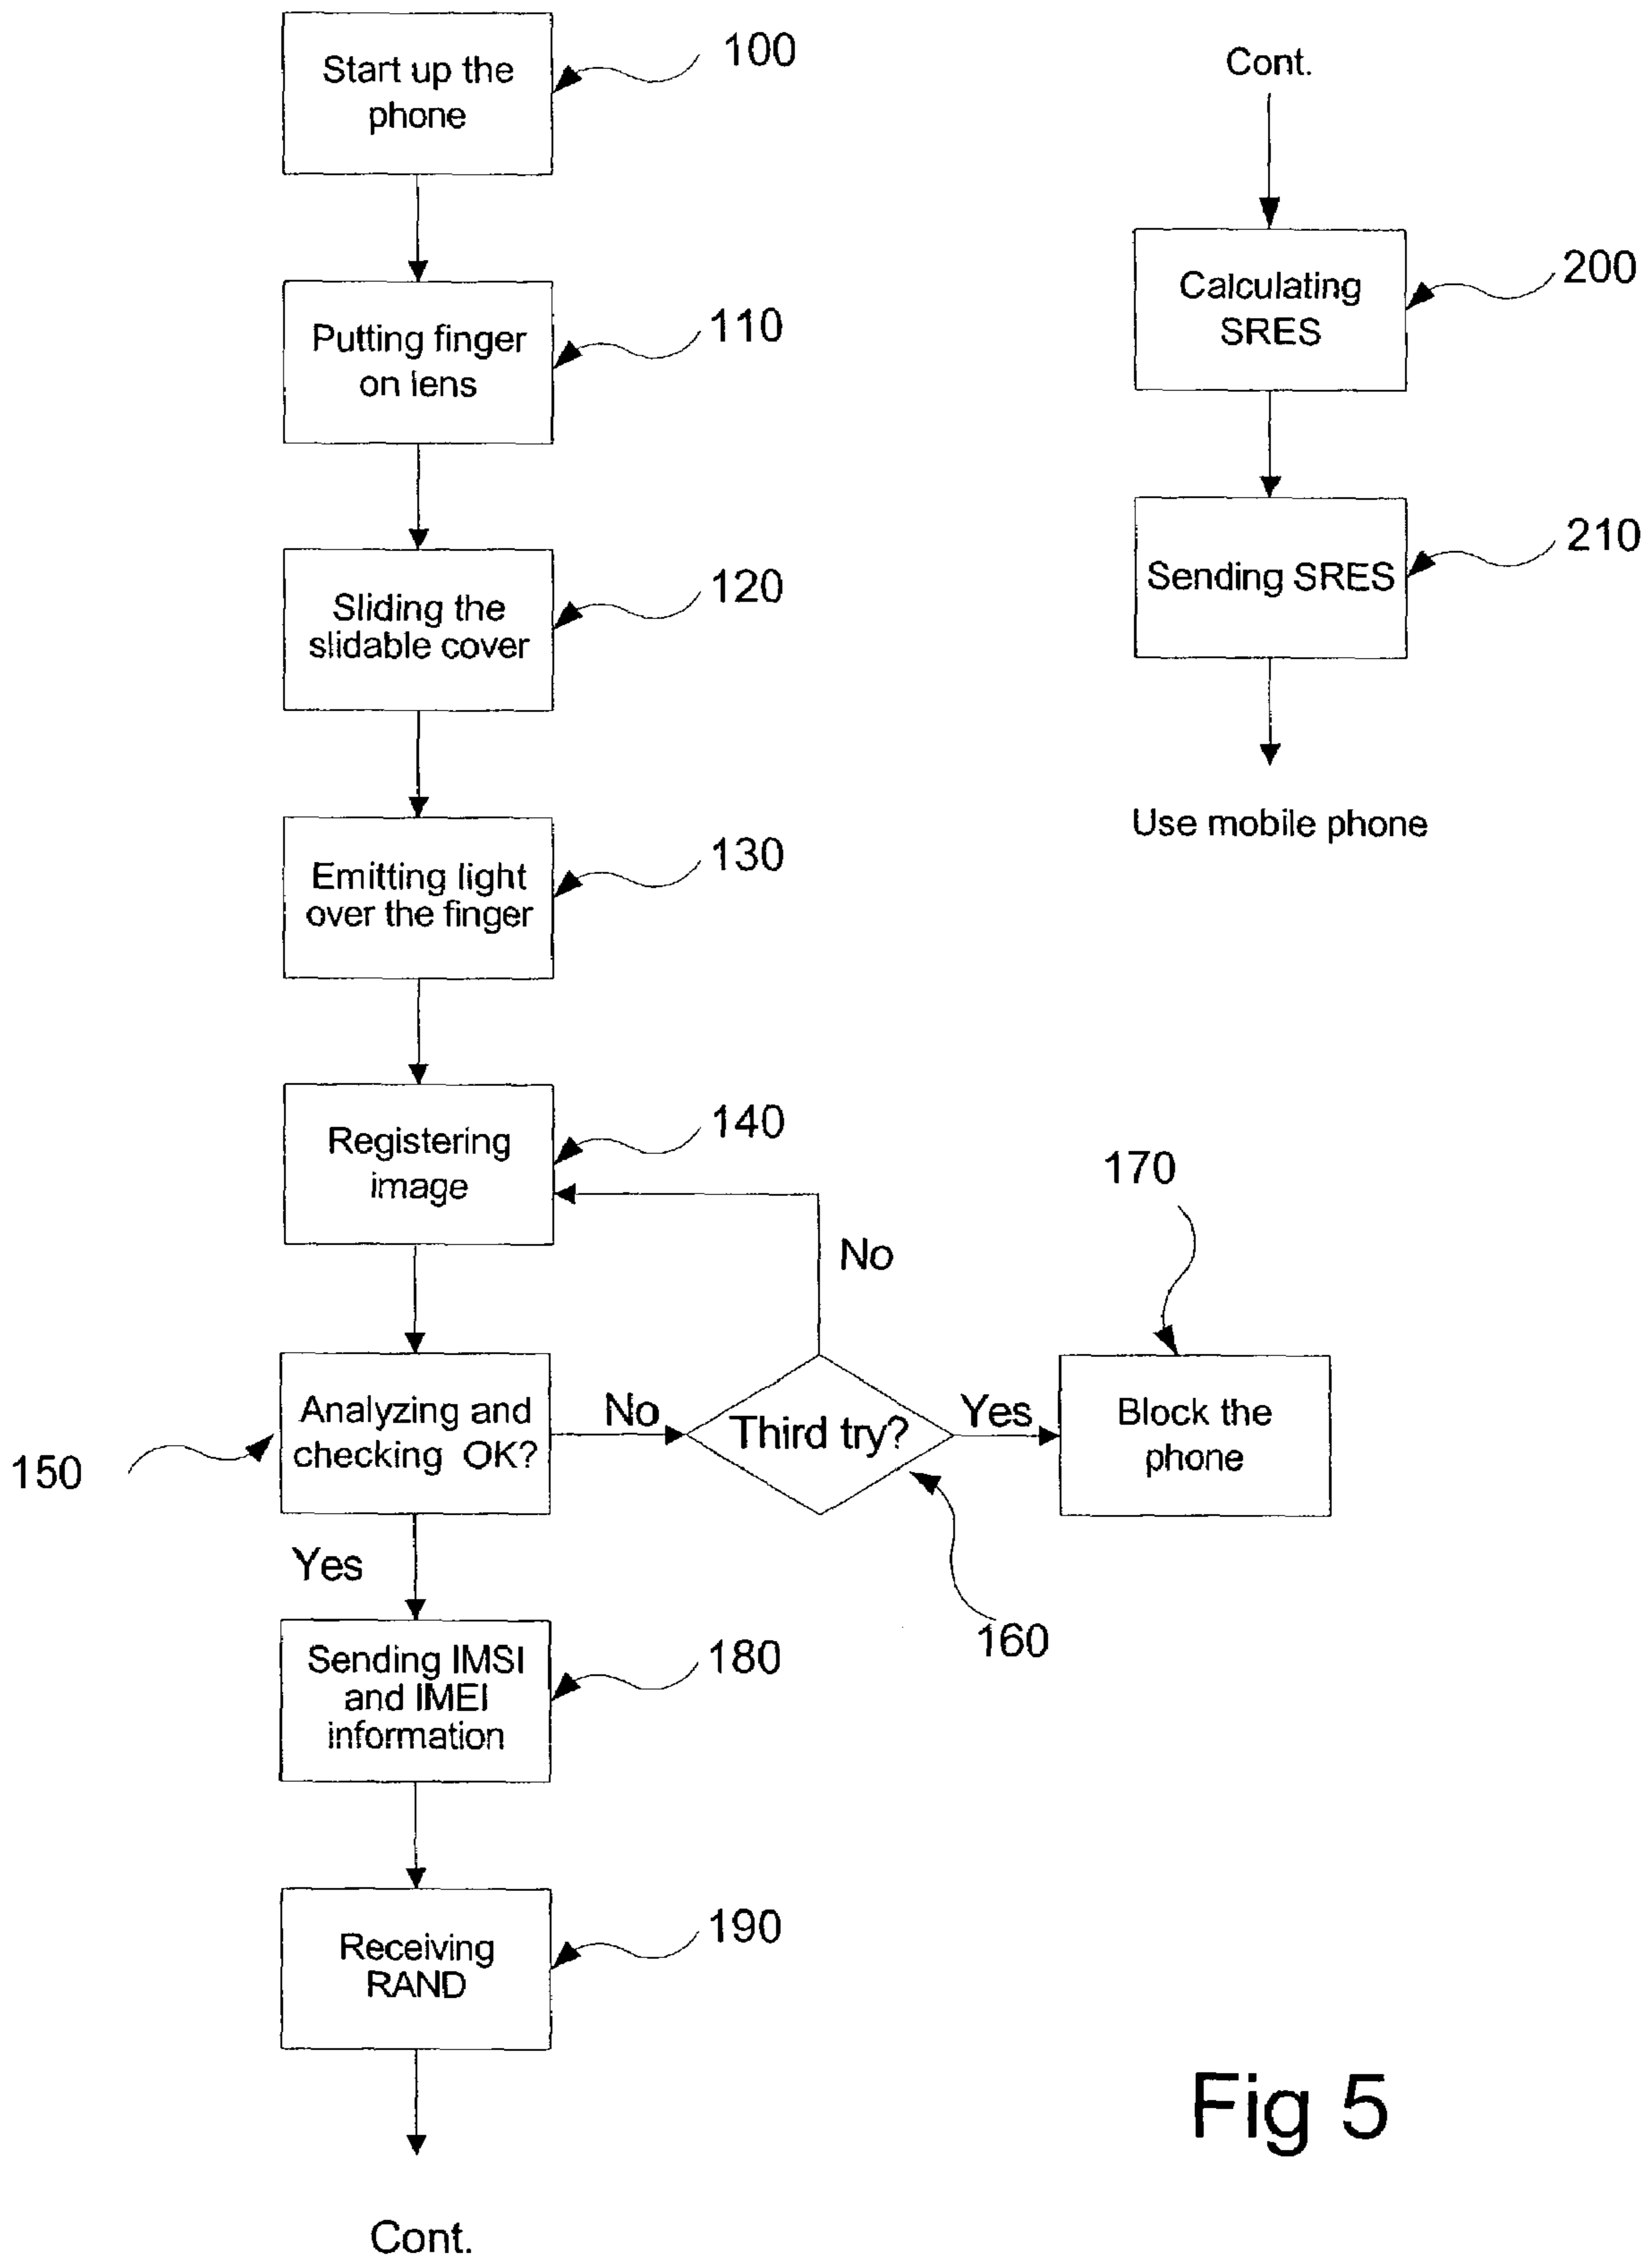 Start up the
phone
100
Putting finger
on lens
110
Sliding the
slidable cover
120
Emitting light
over the finger
130
Registering
image
140
No
Analyzing and
checking OK?
150
No
Third try?
160
Yes
Block the
phone
170
Yes
Sending IMSI
and IMEI
information
180
Receiving
RAND
190
Cont.
Cont.
Calculating
SRES
200
Sending SRES
210
Use mobile phone
Fig 5